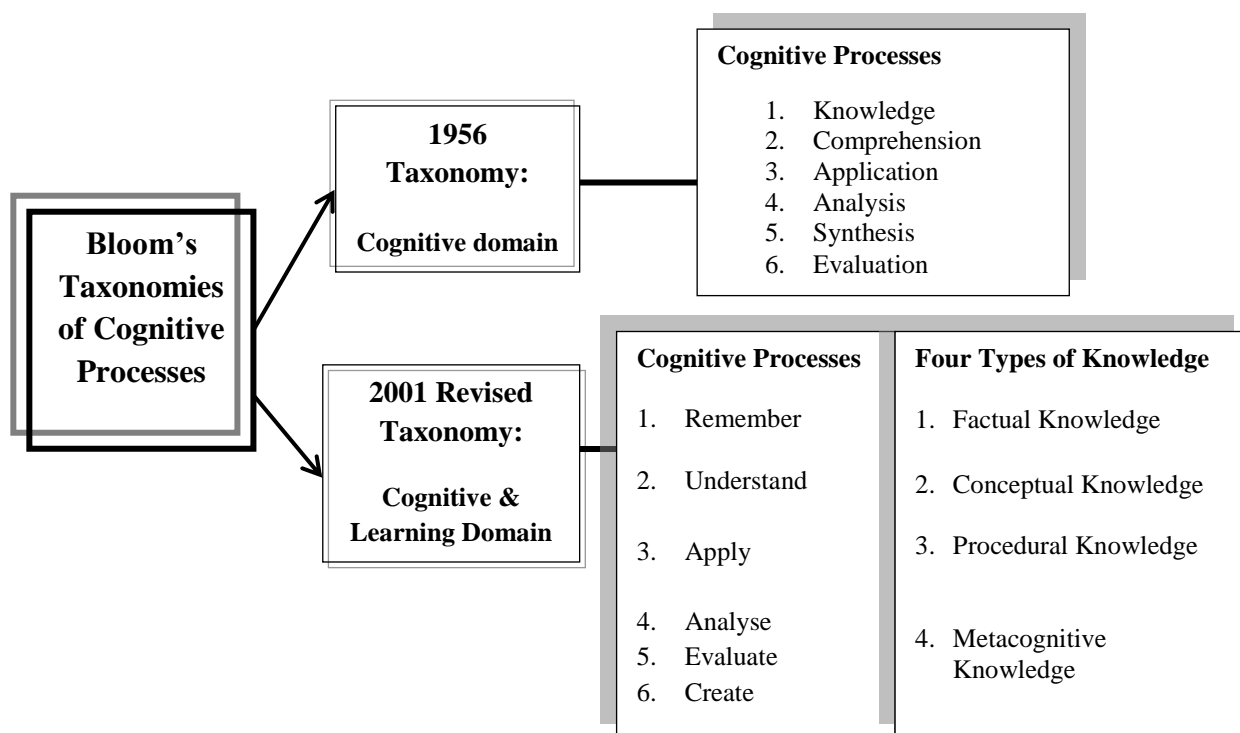 Bloom’s
Taxonomies
of Cognitive
Processes
1956
Taxonomy:
Cognitive domain
Cognitive Processes
1. Knowledge
2. Comprehension
3. Application
4. Analysis
5. Synthesis
6. Evaluation
2001 Revised
Taxonomy:
Cognitive &
Learning Domain
Cognitive Processes
1. Remember
2. Understand
3. Apply
4. Analyse
5. Evaluate
6. Create
Four Types of Knowledge
1. Factual Knowledge
2. Conceptual Knowledge
3. Procedural Knowledge
4. Metacognitive
Knowledge